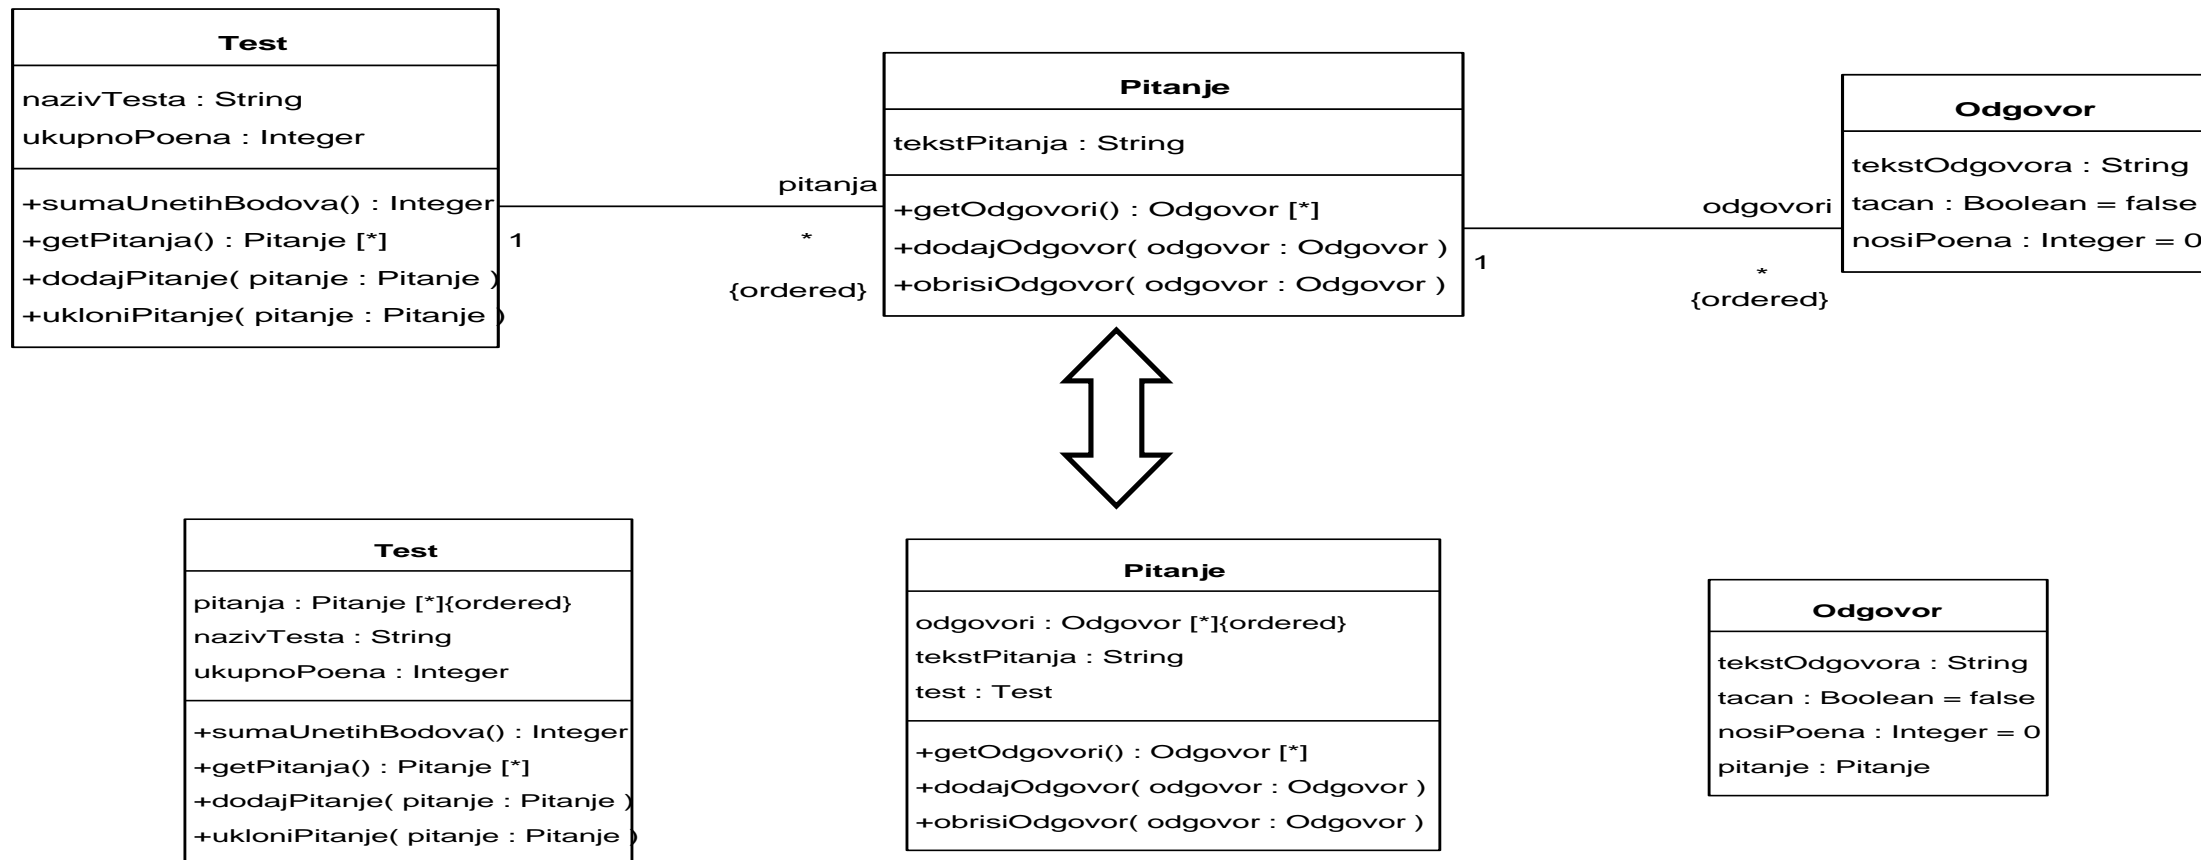 Test
nazivTesta : String
ukupnoPoena : Integer
+sumaUnetihBodova() : Integer
+getPitanja() : Pitanje [*]
+dodajPitanje( pitanje : Pitanje )
+ukloniPitanje( pitanje : Pitanje )
1
pitanja
*
{ordered}
Pitanje
tekstPitanja : String
+getOdgovori() : Odgovor [*]
+dodajOdgovor( odgovor : Odgovor )
+obrisiOdgovor( odgovor : Odgovor )
1
odgovori
*
{ordered}
Odgovor
tekstOdgovora : String
tacan : Boolean = false
nosiPoena : Integer = 0
Test
pitanja : Pitanje [*]{ordered}
nazivTesta : String
ukupnoPoena : Integer
+sumaUnetihBodova() : Integer
+getPitanja() : Pitanje [*]
+dodajPitanje( pitanje : Pitanje )
+ukloniPitanje( pitanje : Pitanje )
Pitanje
odgovori : Odgovor [*]{ordered}
tekstPitanja : String
test : Test
+getOdgovori() : Odgovor [*]
+dodajOdgovor( odgovor : Odgovor )
+obrisiOdgovor( odgovor : Odgovor )
Odgovor
tekstOdgovora : String
tacan : Boolean = false
nosiPoena : Integer = 0
pitanje : Pitanje